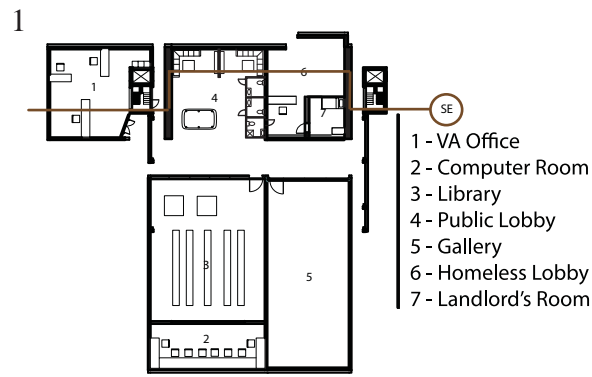 1
1
4
6
7
SE
3
5
2
1 - VA Office
2 - Computer Room
3 - Library
4 - Public Lobby
5 - Gallery
6 - Homeless Lobby
7 - Landlord's Room